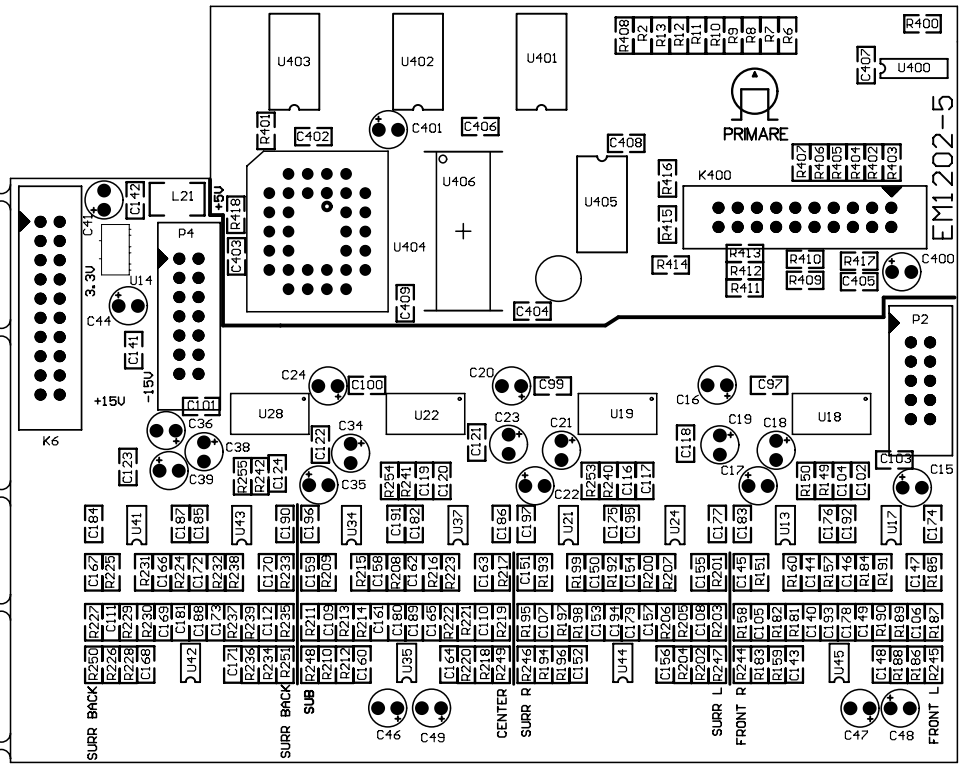 R408 R2 R13 R12 R11 R10 R9 R8 R7 R6
R400
U403 U402 U401
C407 U400
EM1202-5
PRIMARE
R401 C402 C401 C406
C408
R407 R406 R405 R404 R402 R403
R416 K400
U406
U405
C41 C142 L21 +5V
R418
P4
R415
U404
C403
R413 R410 R417
R414 R412 C400
R409 C405
R411
3.3V U14
C409 C404
C44
P2
C141
-15V
+15V
C101
C24 C100 C20 C99 C16 C97
U28 U22 U19 U18
K6
C36 C34 C23 C21 C19 C18
C122 C121 C118
C38
C123 C39
R255 R242 C124
C35
R254 R241 C119 C120
C22
R253 R240 C116 C117
C17
R150 R149 C104 C102
C103
C15
C184 U41 C187 C185 U43 C190 C196 U34 C191 C182 U37 C186 C197 U21 C175 C195 U24 C177 C183 U13 C176 C192 U17 C174
C167 R225 R231 C166 R224 C172 R232 R238 C170 R233 C159 R209 R215 C158 R208 C162 R216 R223 C163 R217 C151 R193 R199 C150 R192 C154 R200 R207 C155 R201 C145 R151 R160 C144 R157 C146 R184 R191 C147 R185
R227 C111 R229 R230 C169 C181 C188 C173 R237 R239 C112 R235 R211 C109 R213 R214 C161 C180 C189 C165 R222 R221 C110 R219 R195 C107 R197 R198 C153 C194 C179 C157 R206 R205 C108 R203 R158 C105 R182 R181 C140 C193 C178 C149 R190 R189 C106 R187
R250 R226 R228 C168 U42 C171 R236 R234 R251 R248 R210 R212 C160 U35 C164 R220 R218 R249 R246 R194 R196 C152 U44 C156 R204 R202 R247 R244 R183 R159 C143 U45 C148 R188 R186 R245
SURR BACK
SURR BACK
SUB
CENTER
SURR R
SURR L
FRONT R
FRONT L
C46 C49 C47 C48